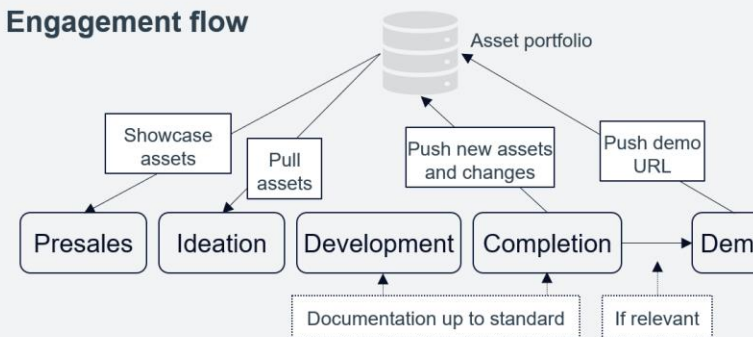 Engagement flow
Asset portfolio
Showcase
assets
Pull
assets
Push new assets
and changes
Push demo
URL
Presales
Ideation
Development
Completion
Dem
Documentation up to standard
If relevant